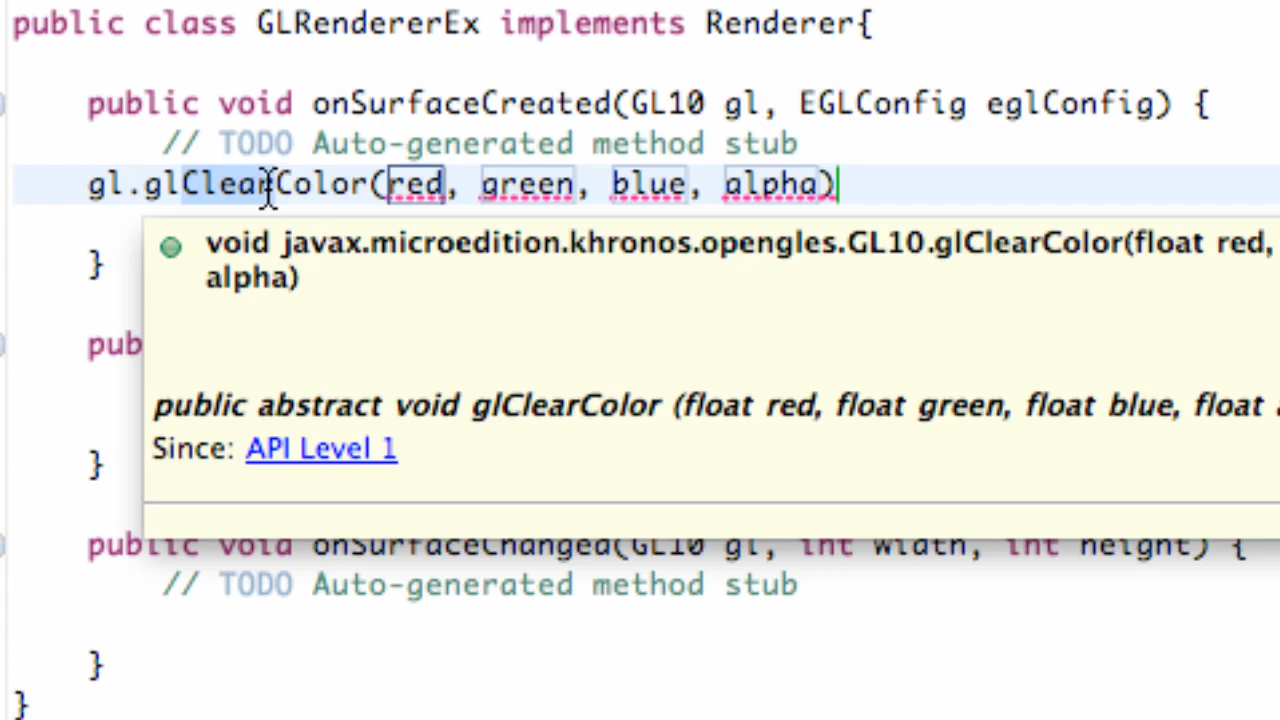 public class GLRendererEx implements Renderer{
public void onSurfaceCreated(GL10 gl, EGLConfig eglConfig) {
// TODO Auto-generated method stub
gl.glClearColor(red, green, blue, alpha)
void javax.microedition.khronos.opengles.GL10.glClearColor(float red,
alpha)
}
pub
public abstract void glClearColor (float red, float green, float blue, float
Since: API Level 1
}
public void onSurfaceChanged(GL10 gl, int width, int height) {
// TODO Auto-generated method stub
}
}